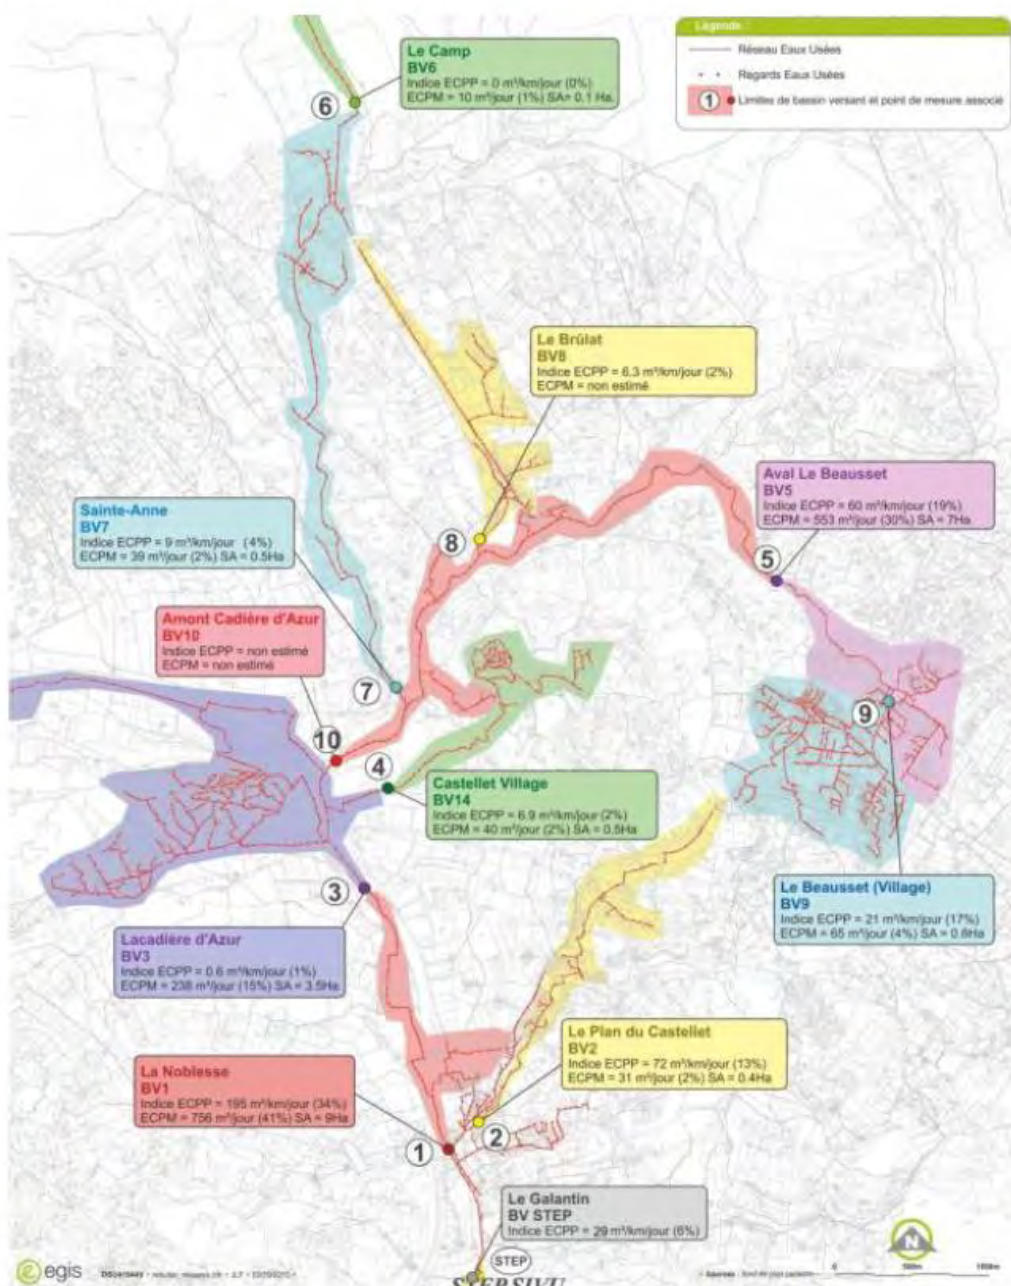 Légende
Réseau Eaux Usées
Regards Eaux Usées
1 Limites de bassin versant et point de mesure associé
Le Camp
BV6
Indice ECPP = 0 m³/km/jour (0%)
ECPM = 10 m³/jour (1%) SA= 0.1 Ha.
6
Le Brûlat
BV8
Indice ECPP = 6.3 m³/km/jour (2%)
ECPM = non estimé
Aval Le Beausset
BV5
Indice ECPP = 60 m³/km/jour (19%)
ECPM = 553 m³/jour (30%) SA = 7Ha
Sainte-Anne
BV7
Indice ECPP = 9 m³/km/jour (4%)
ECPM = 39 m³/jour (2%) SA = 0.5Ha
8
5
Amont Cadière d'Azur
BV10
Indice ECPP = non estimé
ECPM = non estimé
7
9
10
4
Castellet Village
BV14
Indice ECPP = 6.9 m³/km/jour (2%)
ECPM = 40 m³/jour (2%) SA = 0.5Ha
3
Le Beausset (Village)
BV9
Indice ECPP = 21 m³/km/jour (17%)
ECPM = 65 m³/jour (4%) SA = 0.8Ha
Lacadière d'Azur
BV3
Indice ECPP = 0.6 m³/km/jour (1%)
ECPM = 238 m³/jour (15%) SA = 3.5Ha
Le Plan du Castellet
BV2
Indice ECPP = 72 m³/km/jour (13%)
ECPM = 31 m³/jour (2%) SA = 0.4Ha
La Noblesse
BV1
Indice ECPP = 195 m³/km/jour (34%)
ECPM = 756 m³/jour (41%) SA = 9Ha
1
2
Le Galantin
BV STEP
Indice ECPP = 29 m³/km/jour (6%)
STEP
STEP SIVU
N
egis
0 500m 1000m